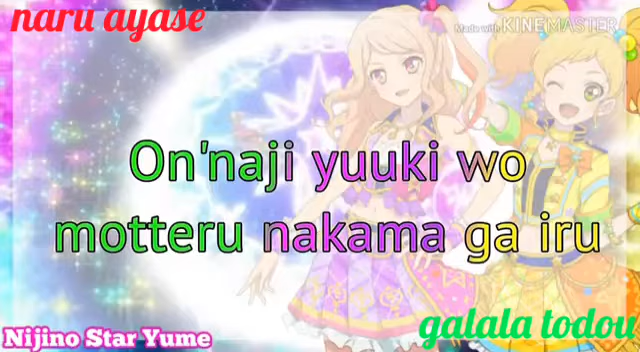 naru ayase
Made with KINEMASTER
On'naji yuuki wo
motteru nakama ga iru
Nijino Star Yume
galala todou